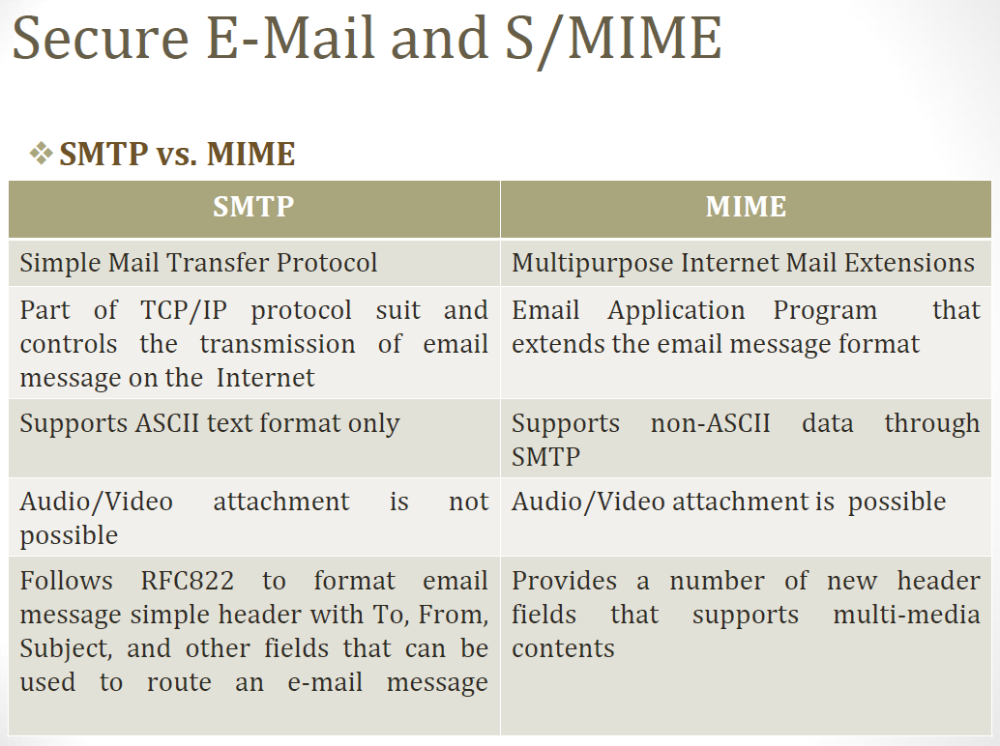 Secure E-Mail and S/MIME
❖ SMTP vs. MIME
SMTP
MIME
Simple Mail Transfer Protocol
Multipurpose Internet Mail Extensions
Part of TCP/IP protocol suit and
controls the transmission of email
message on the Internet
Email Application Program that
extends the email message format
Supports ASCII text format only
Supports non-ASCII data through
SMTP
Audio/Video attachment is not
possible
Audio/Video attachment is possible
Follows RFC822 to format email
message simple header with To, From,
Subject, and other fields that can be
used to route an e-mail message
Provides a number of new header
fields that supports multi-media
contents